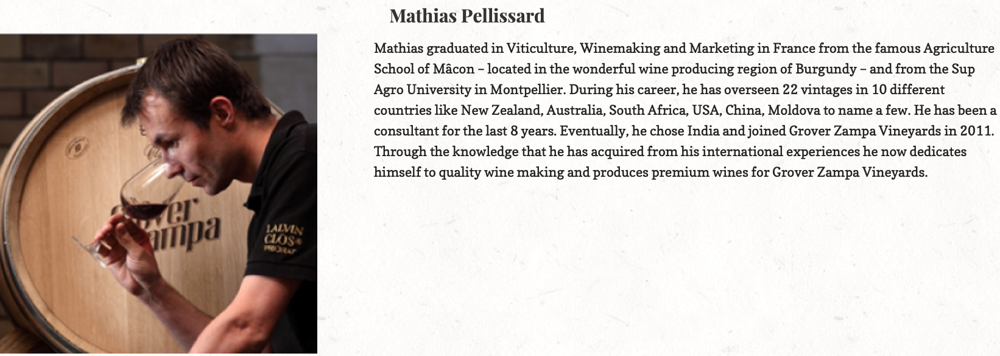 Mathias Pellissard
Mathias graduated in Viticulture, Winemaking and Marketing in France from the famous Agriculture
School of Mâcon – located in the wonderful wine producing region of Burgundy – and from the Sup
Agro University in Montpellier. During his career, he has overseen 22 vintages in 10 different
countries like New Zealand, Australia, South Africa, USA, China, Moldova to name a few. He has been a
consultant for the last 8 years. Eventually, he chose India and joined Grover Zampa Vineyards in 2011.
Through the knowledge that he has acquired from his international experiences he now dedicates
himself to quality wine making and produces premium wines for Grover Zampa Vineyards.
LALVIN
CLOS
PRIORAT